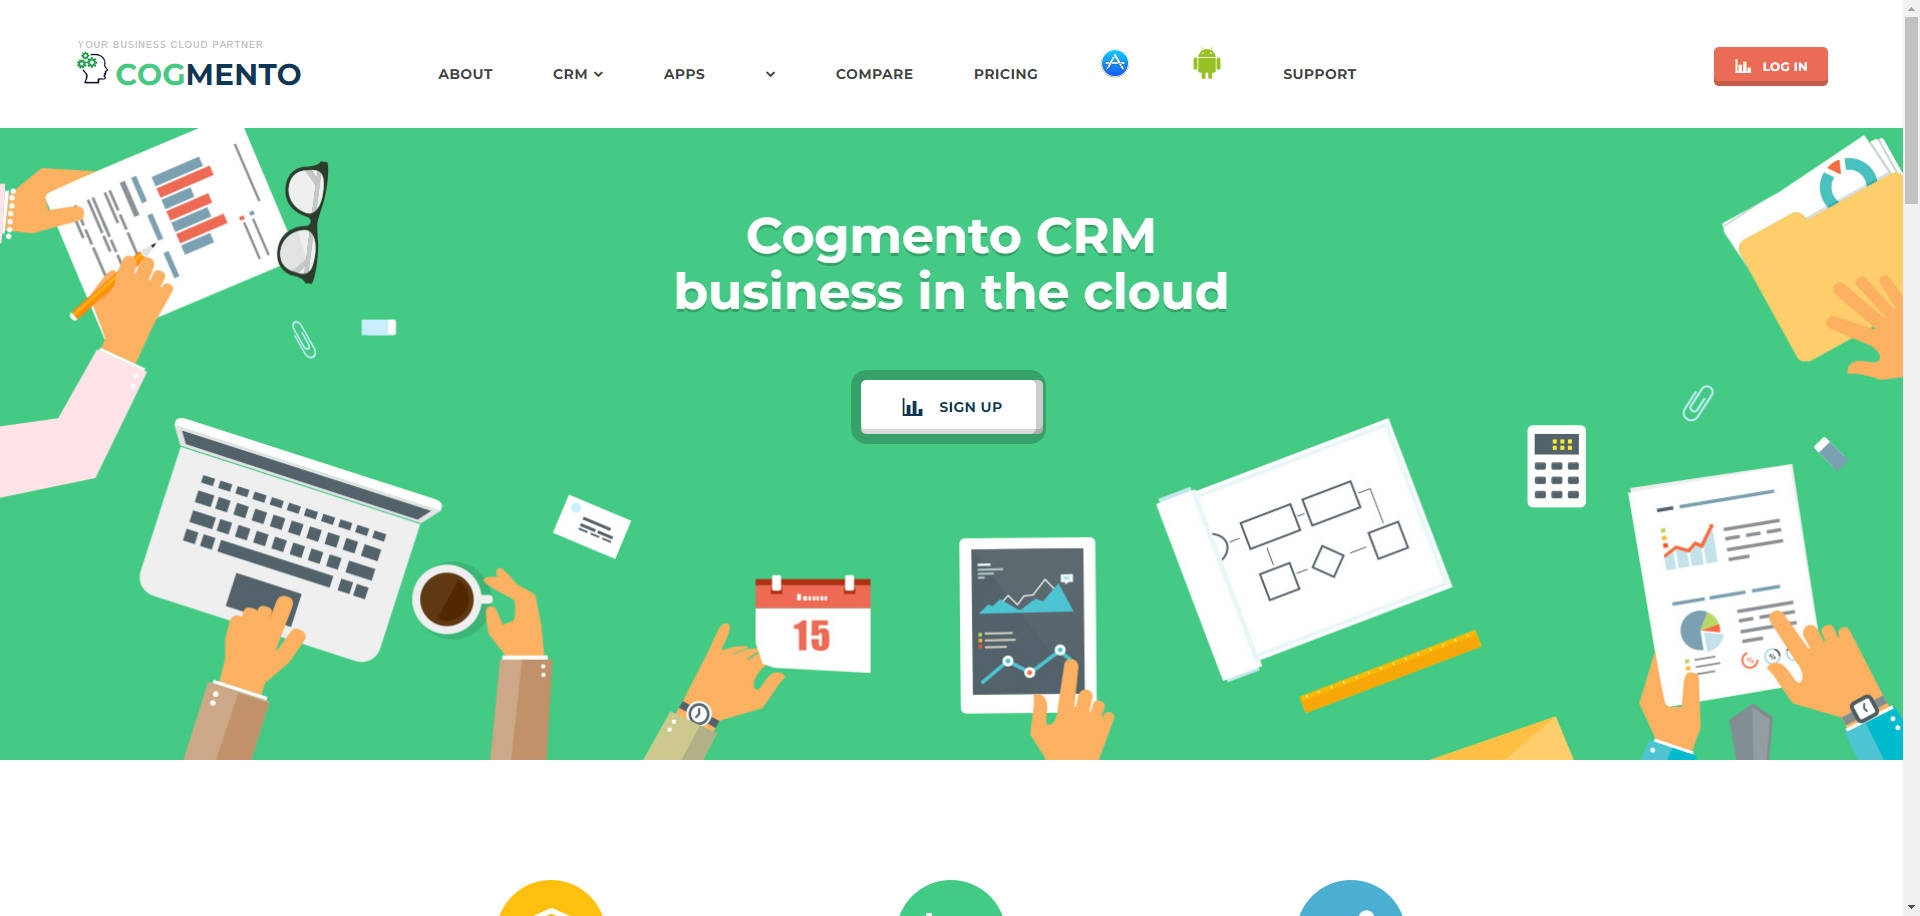 YOUR BUSINESS CLOUD PARTNER
COGMENTO
ABOUT
CRM
APPS
COMPARE
PRICING
SUPPORT
LOG IN
Cogmento CRM
business in the cloud
SIGN UP
15